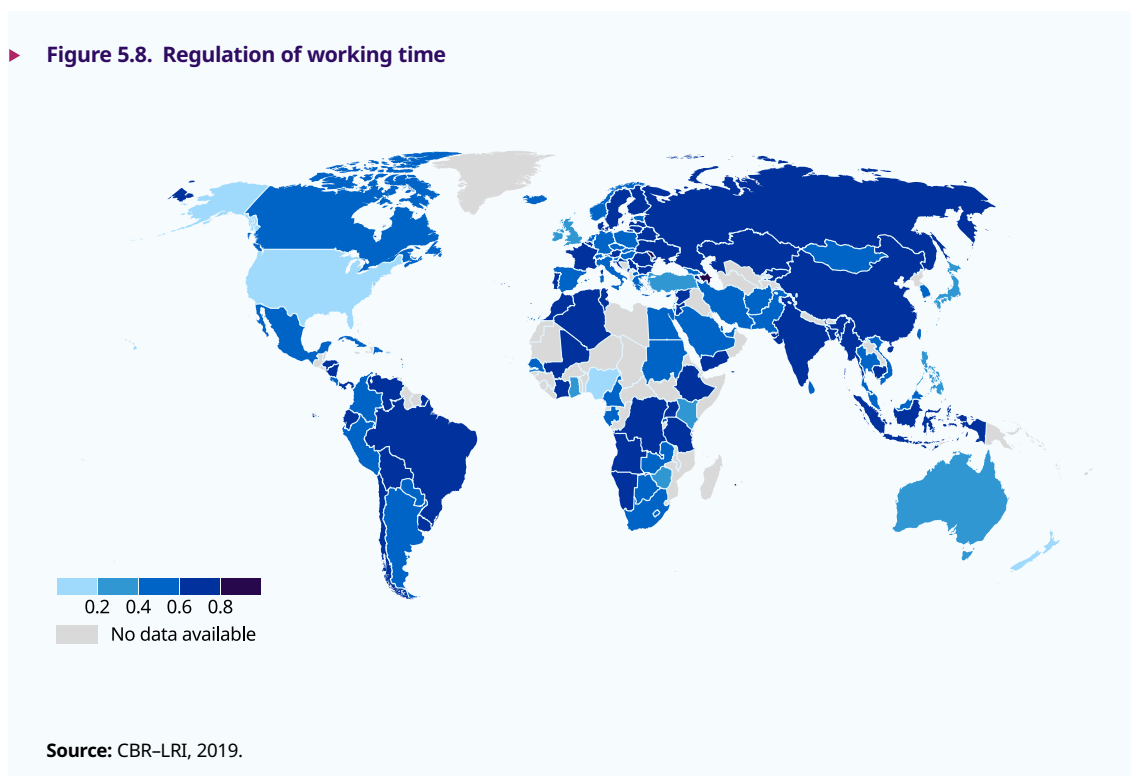 Figure 5.8. Regulation of working time
0.2 0.4 0.6 0.8
No data available
Source: CBR–LRI, 2019.